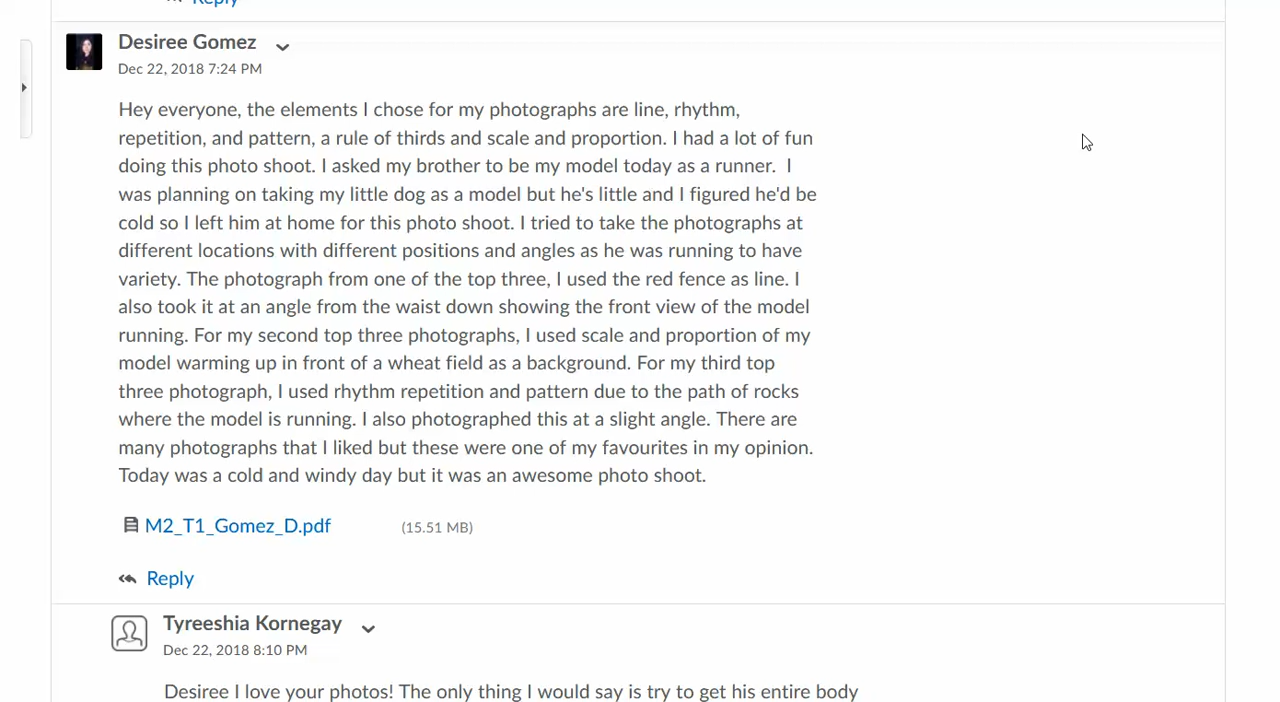 Reply
Desiree Gomez
Dec 22, 2018 7:24 PM
Hey everyone, the elements I chose for my photographs are line, rhythm,
repetition, and pattern, a rule of thirds and scale and proportion. I had a lot of fun
doing this photo shoot. I asked my brother to be my model today as a runner.  I
was planning on taking my little dog as a model but he's little and I figured he'd be
cold so I left him at home for this photo shoot. I tried to take the photographs at
different locations with different positions and angles as he was running to have
variety. The photograph from one of the top three, I used the red fence as line. I
also took it at an angle from the waist down showing the front view of the model
running. For my second top three photographs, I used scale and proportion of my
model warming up in front of a wheat field as a background. For my third top
three photograph, I used rhythm repetition and pattern due to the path of rocks
where the model is running. I also photographed this at a slight angle. There are
many photographs that I liked but these were one of my favourites in my opinion.
Today was a cold and windy day but it was an awesome photo shoot.
M2_T1_Gomez_D.pdf (15.51 MB)
Reply
Tyreeshia Kornegay
Dec 22, 2018 8:10 PM
Desiree I love your photos! The only thing I would say is try to get his entire body